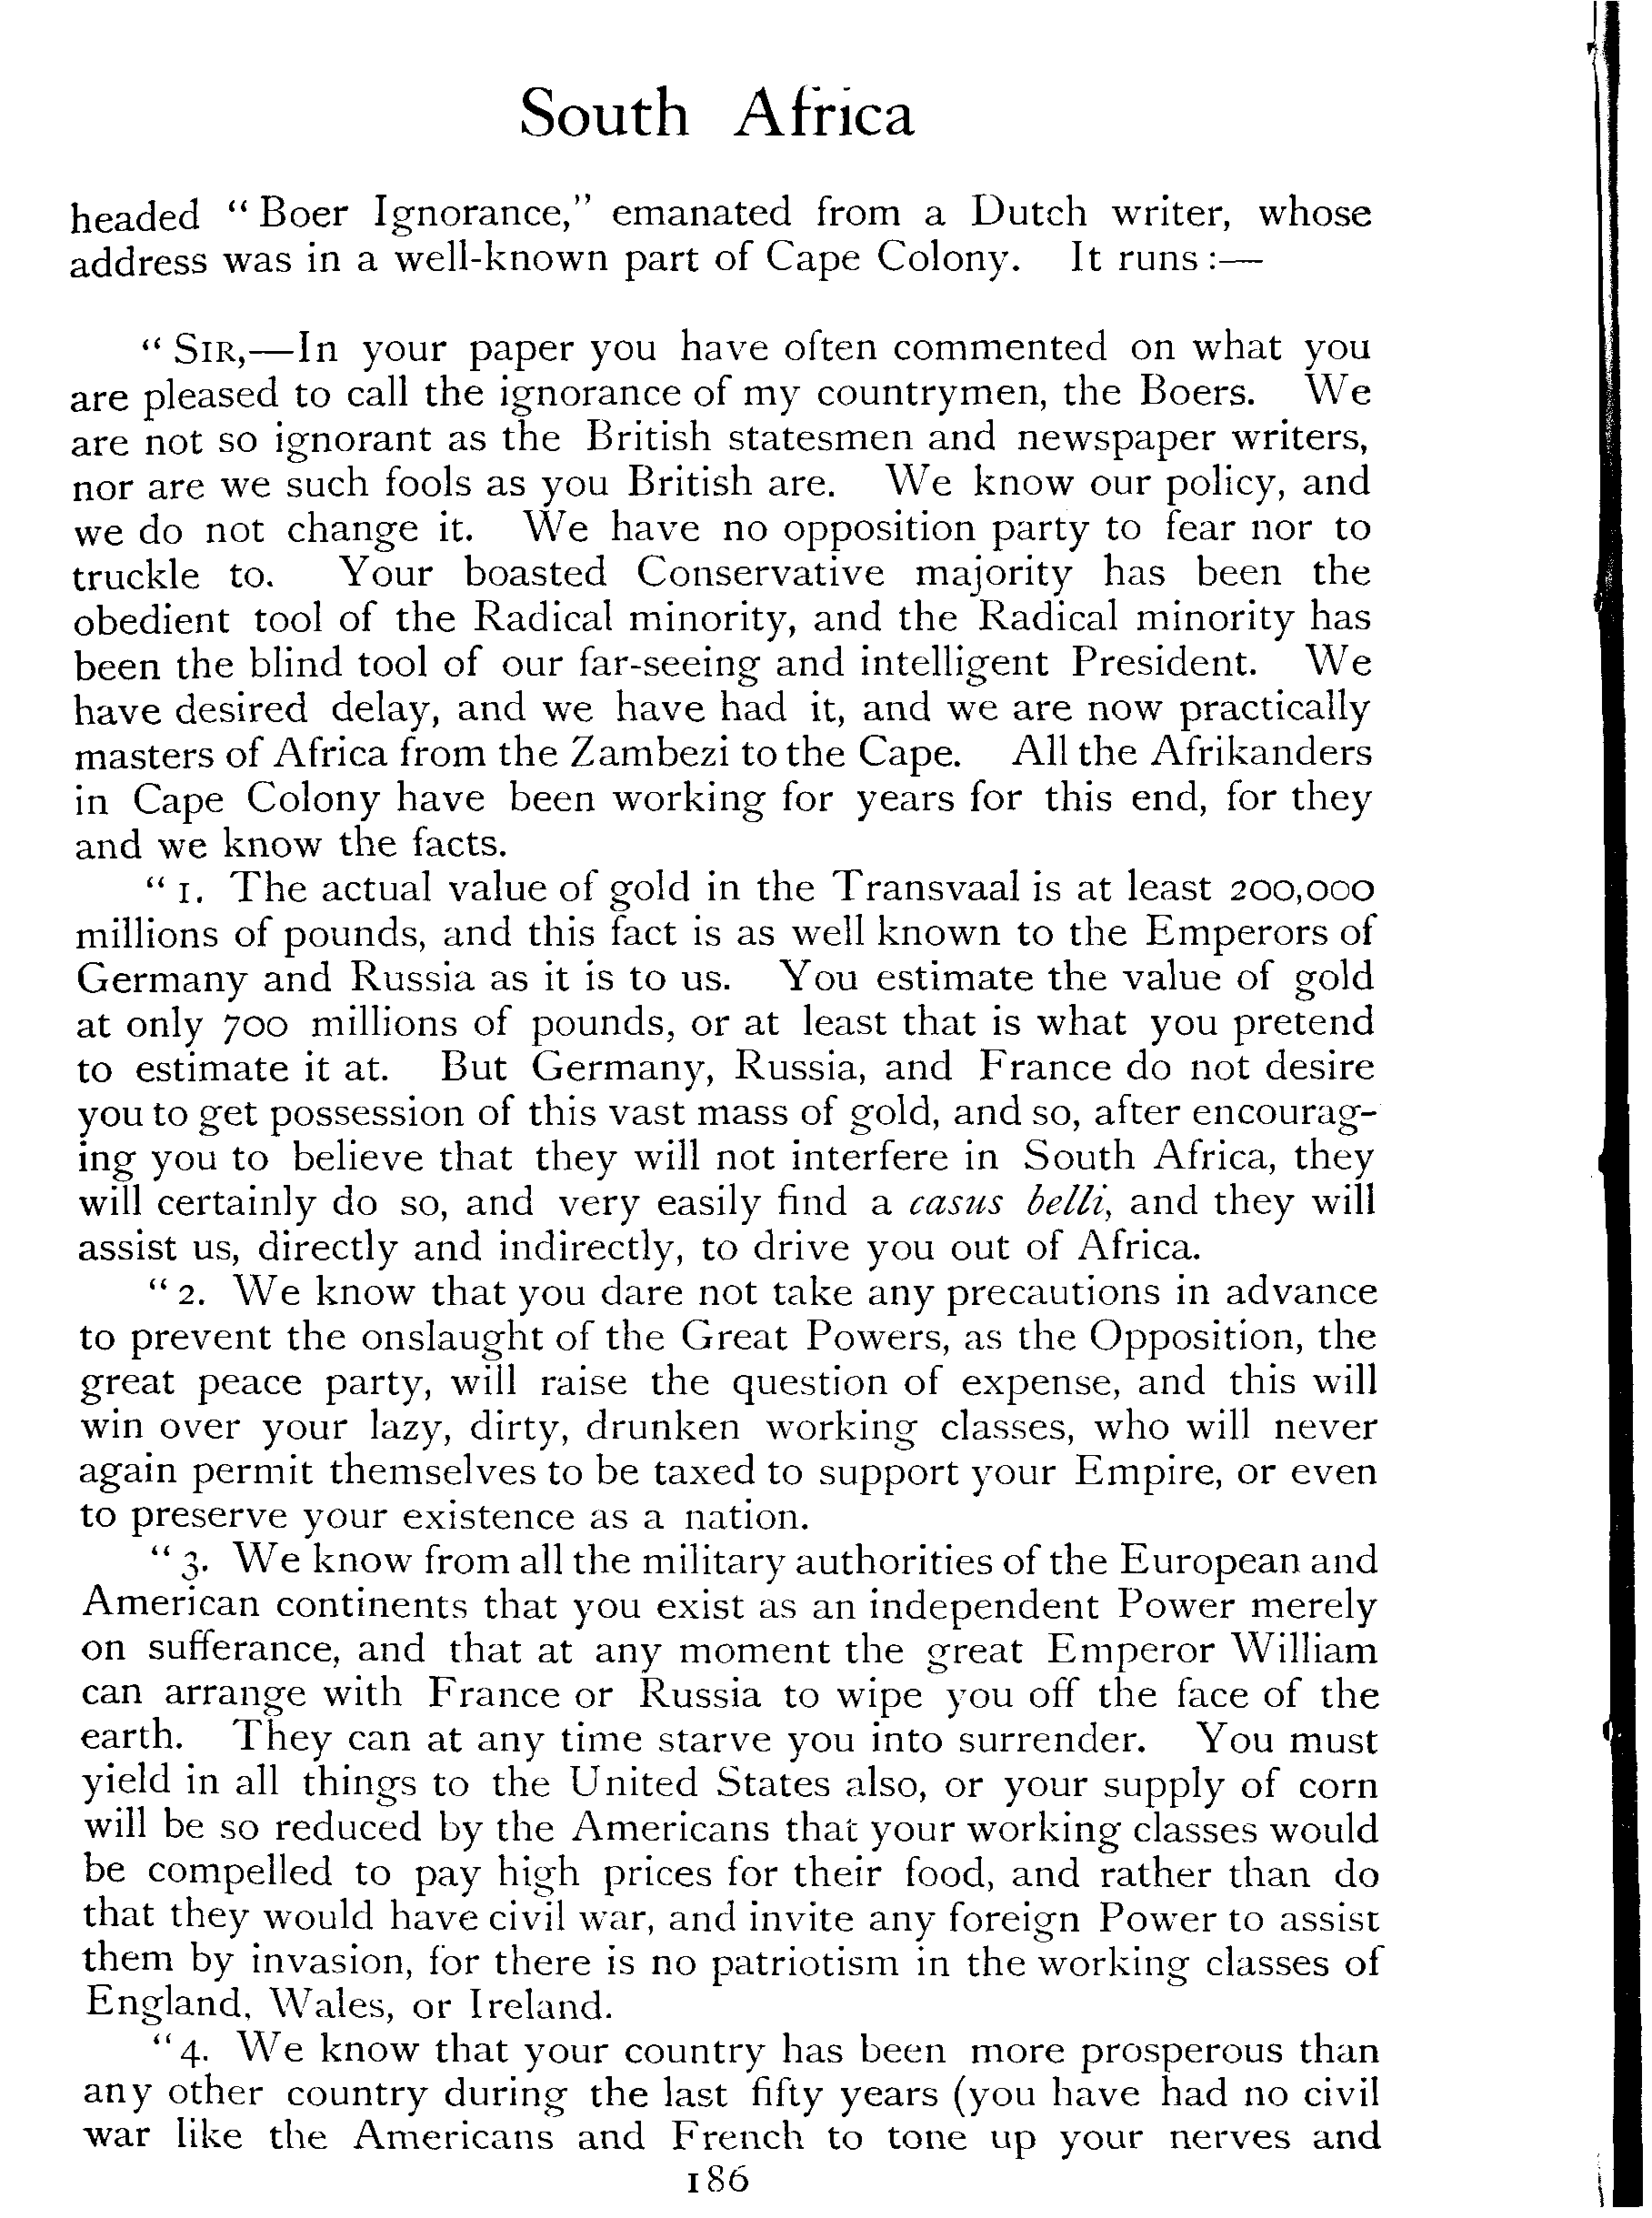 South Africa
headed “ Boer Ignorance,” emanated from a Dutch writer, whose
address was in a well-known part of Cape Colony. It runs :—
“ SIR,—In your paper you have often commented on what you
are pleased to call the ignorance of my countrymen, the Boers. We
are not so ignorant as the British statesmen and newspaper writers,
nor are we such fools as you British are. We know our policy, and
we do not change it. We have no opposition party to fear nor to
truckle to. Your boasted Conservative majority has been the
obedient tool of the Radical minority, and the Radical minority has
been the blind tool of our far-seeing and intelligent President. We
have desired delay, and we have had it, and we are now practically
masters of Africa from the Zambezi to the Cape. All the Afrikanders
in Cape Colony have been working for years for this end, for they
and we know the facts.
“ 1. The actual value of gold in the Transvaal is at least 200,000
millions of pounds, and this fact is as well known to the Emperors of
Germany and Russia as it is to us. You estimate the value of gold
at only 700 millions of pounds, or at least that is what you pretend
to estimate it at. But Germany, Russia, and France do not desire
you to get possession of this vast mass of gold, and so, after encourag-
ing you to believe that they will not interfere in South Africa, they
will certainly do so, and very easily find a casus belli, and they will
assist us, directly and indirectly, to drive you out of Africa.
“ 2. We know that you dare not take any precautions in advance
to prevent the onslaught of the Great Powers, as the Opposition, the
great peace party, will raise the question of expense, and this will
win over your lazy, dirty, drunken working classes, who will never
again permit themselves to be taxed to support your Empire, or even
to preserve your existence as a nation.
“ 3. We know from all the military authorities of the European and
American continents that you exist as an independent Power merely
on sufferance, and that at any moment the great Emperor William
can arrange with France or Russia to wipe you off the face of the
earth. They can at any time starve you into surrender. You must
yield in all things to the United States also, or your supply of corn
will be so reduced by the Americans that your working classes would
be compelled to pay high prices for their food, and rather than do
that they would have civil war, and invite any foreign Power to assist
them by invasion, for there is no patriotism in the working classes of
England, Wales, or Ireland.
“ 4. We know that your country has been more prosperous than
any other country during the last fifty years (you have had no civil
war like the Americans and French to tone up your nerves and
186